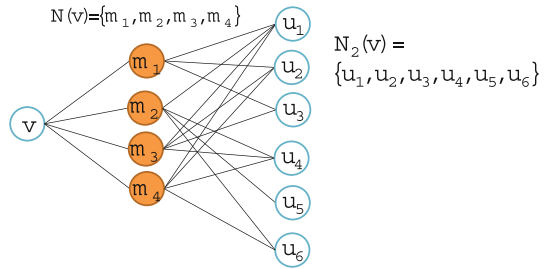 N(v)={m₁,m₂,m₃,m₄}
u₁
N₂(v) =
{u₁,u₂,u₃,u₄,u₅,u₆}
m₁
u₂
m₂
u₃
v
m₃
u₄
m₄
u₅
u₆